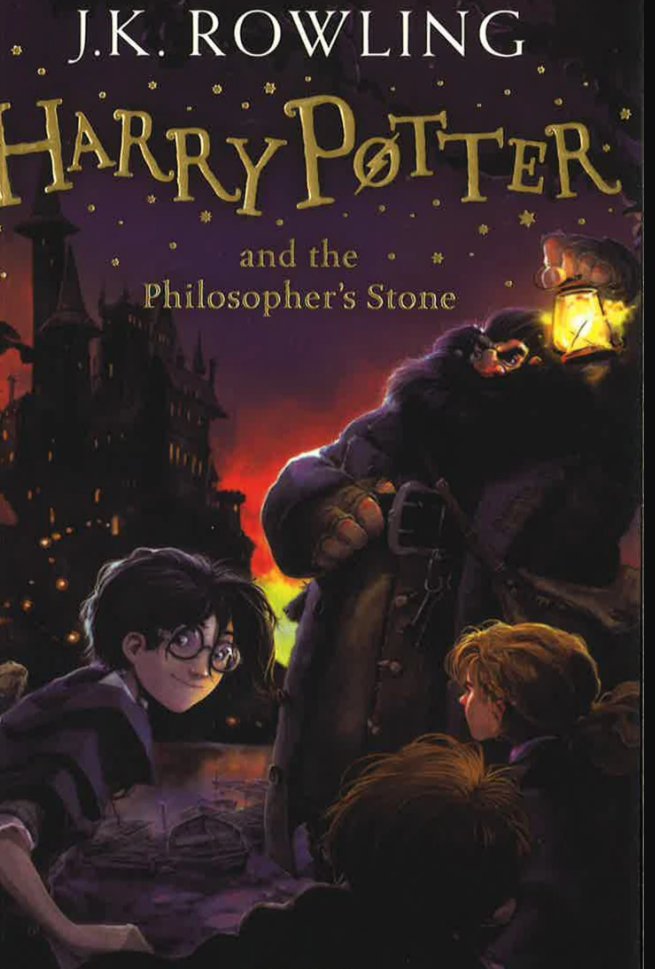 J.K. ROWLING
HARRY POTTER
and the
Philosopher's Stone